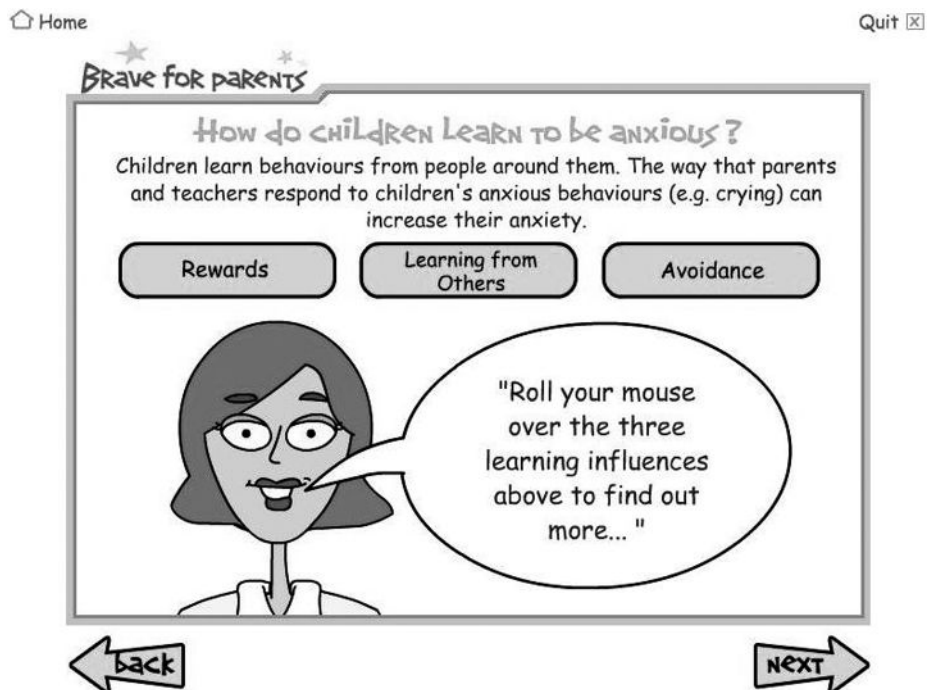 Home
Quit
Brave for parents
How do children learn to be anxious?
Children learn behaviours from people around them. The way that parents
and teachers respond to children's anxious behaviours (e.g. crying) can
increase their anxiety.
Rewards
Learning from
Others
Avoidance
"Roll your mouse
over the three
learning influences
above to find out
more... "
back
Next